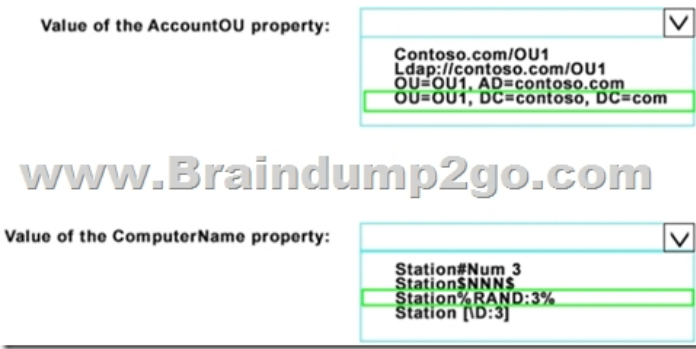 Value of the AccountOU property:
Contoso.com/OU1
Ldap://contoso.com/OU1
OU=OU1, AD=contoso.com
OU=OU1, DC=contoso, DC=com
www.Braindump2go.com
Value of the ComputerName property:
Station#Num 3
Station$NNN$
Station%RAND:3%
Station [\D:3]